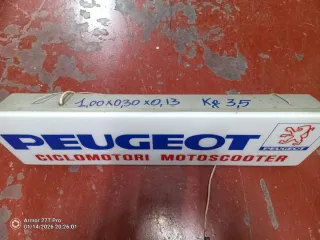 1,00x0,30x0,13 Kg 3,5
PEUGEOT
PEUGEOT
CICLOMOTORI MOTOSCOOTER
Armor 27T Pro
01/14/2026 20:26:01